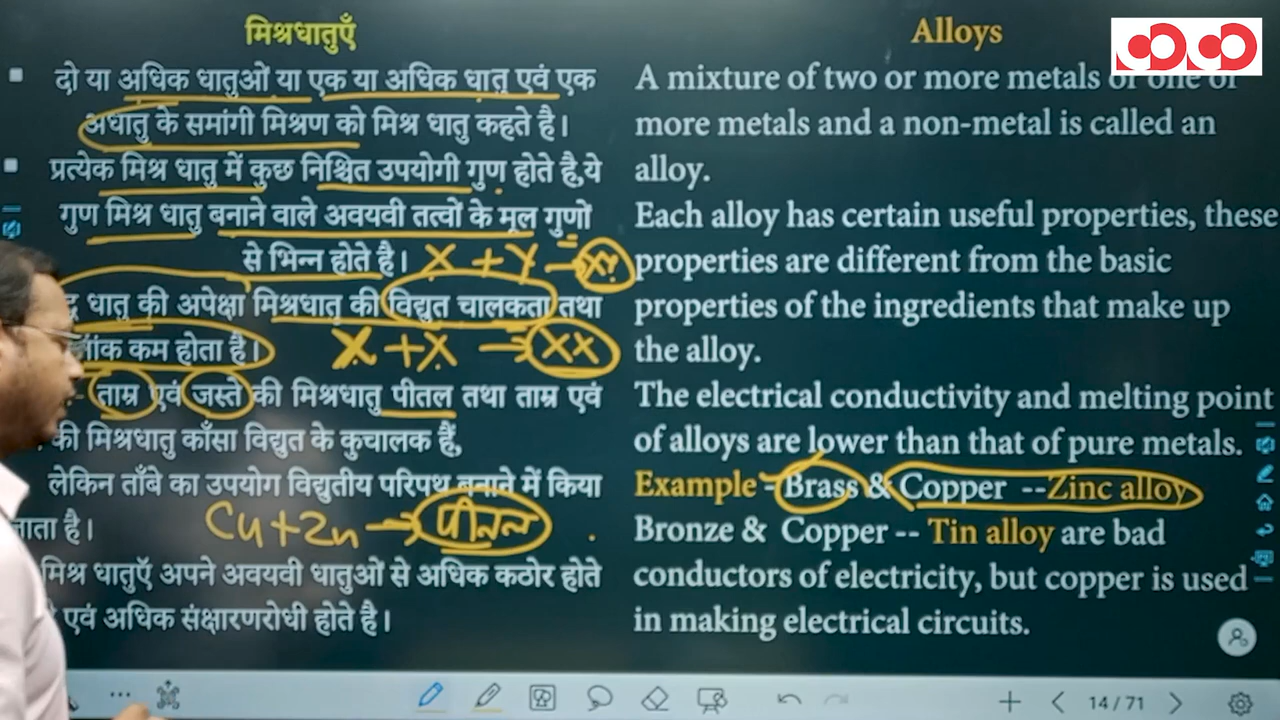 मिश्रधातुएँ
दो या अधिक धातुओं या एक या अधिक धातु एवं एक
अधातु के समांगी मिश्रण को मिश्र धातु कहते है।
प्रत्येक मिश्र धातु में कुछ निश्चित उपयोगी गुण होते है,ये
गुण मिश्र धातु बनाने वाले अवयवी तत्वों के मूल गुणों
से भिन्न होते है। X + Y → XY
धातु की अपेक्षा मिश्रधातु की विद्युत चालकता तथा
कम होता है। X + X → XX
ताम्र एवं जस्ते की मिश्रधातु पीतल तथा ताम्र एवं
की मिश्रधातु काँसा विद्युत के कुचालक हैं,
लेकिन ताँबे का उपयोग विद्युतीय परिपथ बनाने में किया
जाता है। Cu + Zn → पीतल
मिश्र धातुएँ अपने अवयवी धातुओं से अधिक कठोर होते
एवं अधिक संक्षारणरोधी होते है।
Alloys
A mixture of two or more metals or one or
more metals and a non-metal is called an
alloy.
Each alloy has certain useful properties, these
properties are different from the basic
properties of the ingredients that make up
the alloy.
The electrical conductivity and melting point
of alloys are lower than that of pure metals.
Example - Brass & Copper --Zinc alloy
Bronze & Copper -- Tin alloy are bad
conductors of electricity, but copper is used
in making electrical circuits.
14 / 71